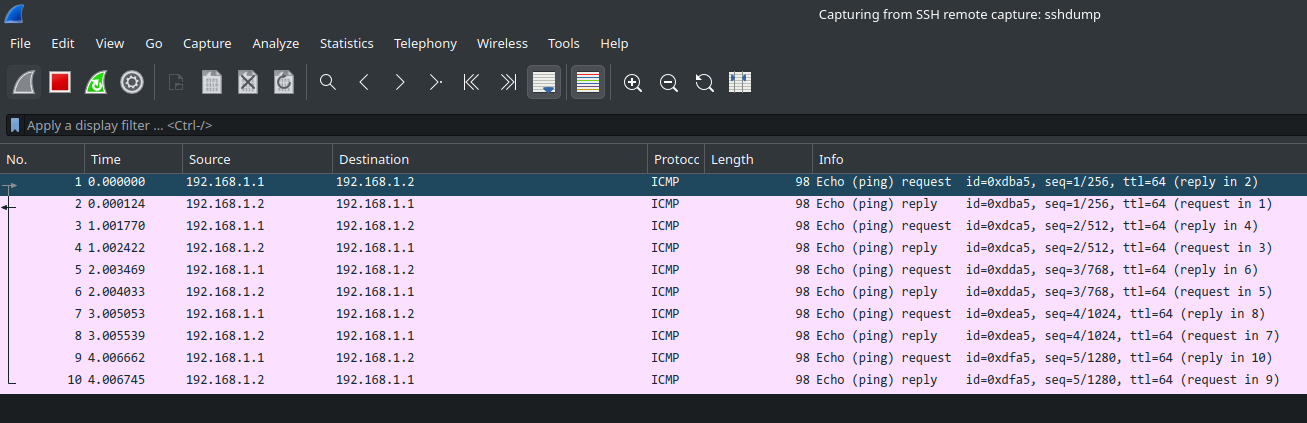 Capturing from SSH remote capture: sshdump
File Edit View Go Capture Analyze Statistics Telephony Wireless Tools Help
Apply a display filter ... <Ctrl-/>
No. Time Source Destination Protocc Length Info
1 0.000000 192.168.1.1 192.168.1.2 ICMP 98 Echo (ping) request id=0xdba5, seq=1/256, ttl=64 (reply in 2)
2 0.000124 192.168.1.2 192.168.1.1 ICMP 98 Echo (ping) reply id=0xdba5, seq=1/256, ttl=64 (request in 1)
3 1.001770 192.168.1.1 192.168.1.2 ICMP 98 Echo (ping) request id=0xdca5, seq=2/512, ttl=64 (reply in 4)
4 1.002422 192.168.1.2 192.168.1.1 ICMP 98 Echo (ping) reply id=0xdca5, seq=2/512, ttl=64 (request in 3)
5 2.003469 192.168.1.1 192.168.1.2 ICMP 98 Echo (ping) request id=0xdda5, seq=3/768, ttl=64 (reply in 6)
6 2.004033 192.168.1.2 192.168.1.1 ICMP 98 Echo (ping) reply id=0xdda5, seq=3/768, ttl=64 (request in 5)
7 3.005053 192.168.1.1 192.168.1.2 ICMP 98 Echo (ping) request id=0xdea5, seq=4/1024, ttl=64 (reply in 8)
8 3.005539 192.168.1.2 192.168.1.1 ICMP 98 Echo (ping) reply id=0xdea5, seq=4/1024, ttl=64 (request in 7)
9 4.006662 192.168.1.1 192.168.1.2 ICMP 98 Echo (ping) request id=0xdfa5, seq=5/1280, ttl=64 (reply in 10)
10 4.006745 192.168.1.2 192.168.1.1 ICMP 98 Echo (ping) reply id=0xdfa5, seq=5/1280, ttl=64 (request in 9)